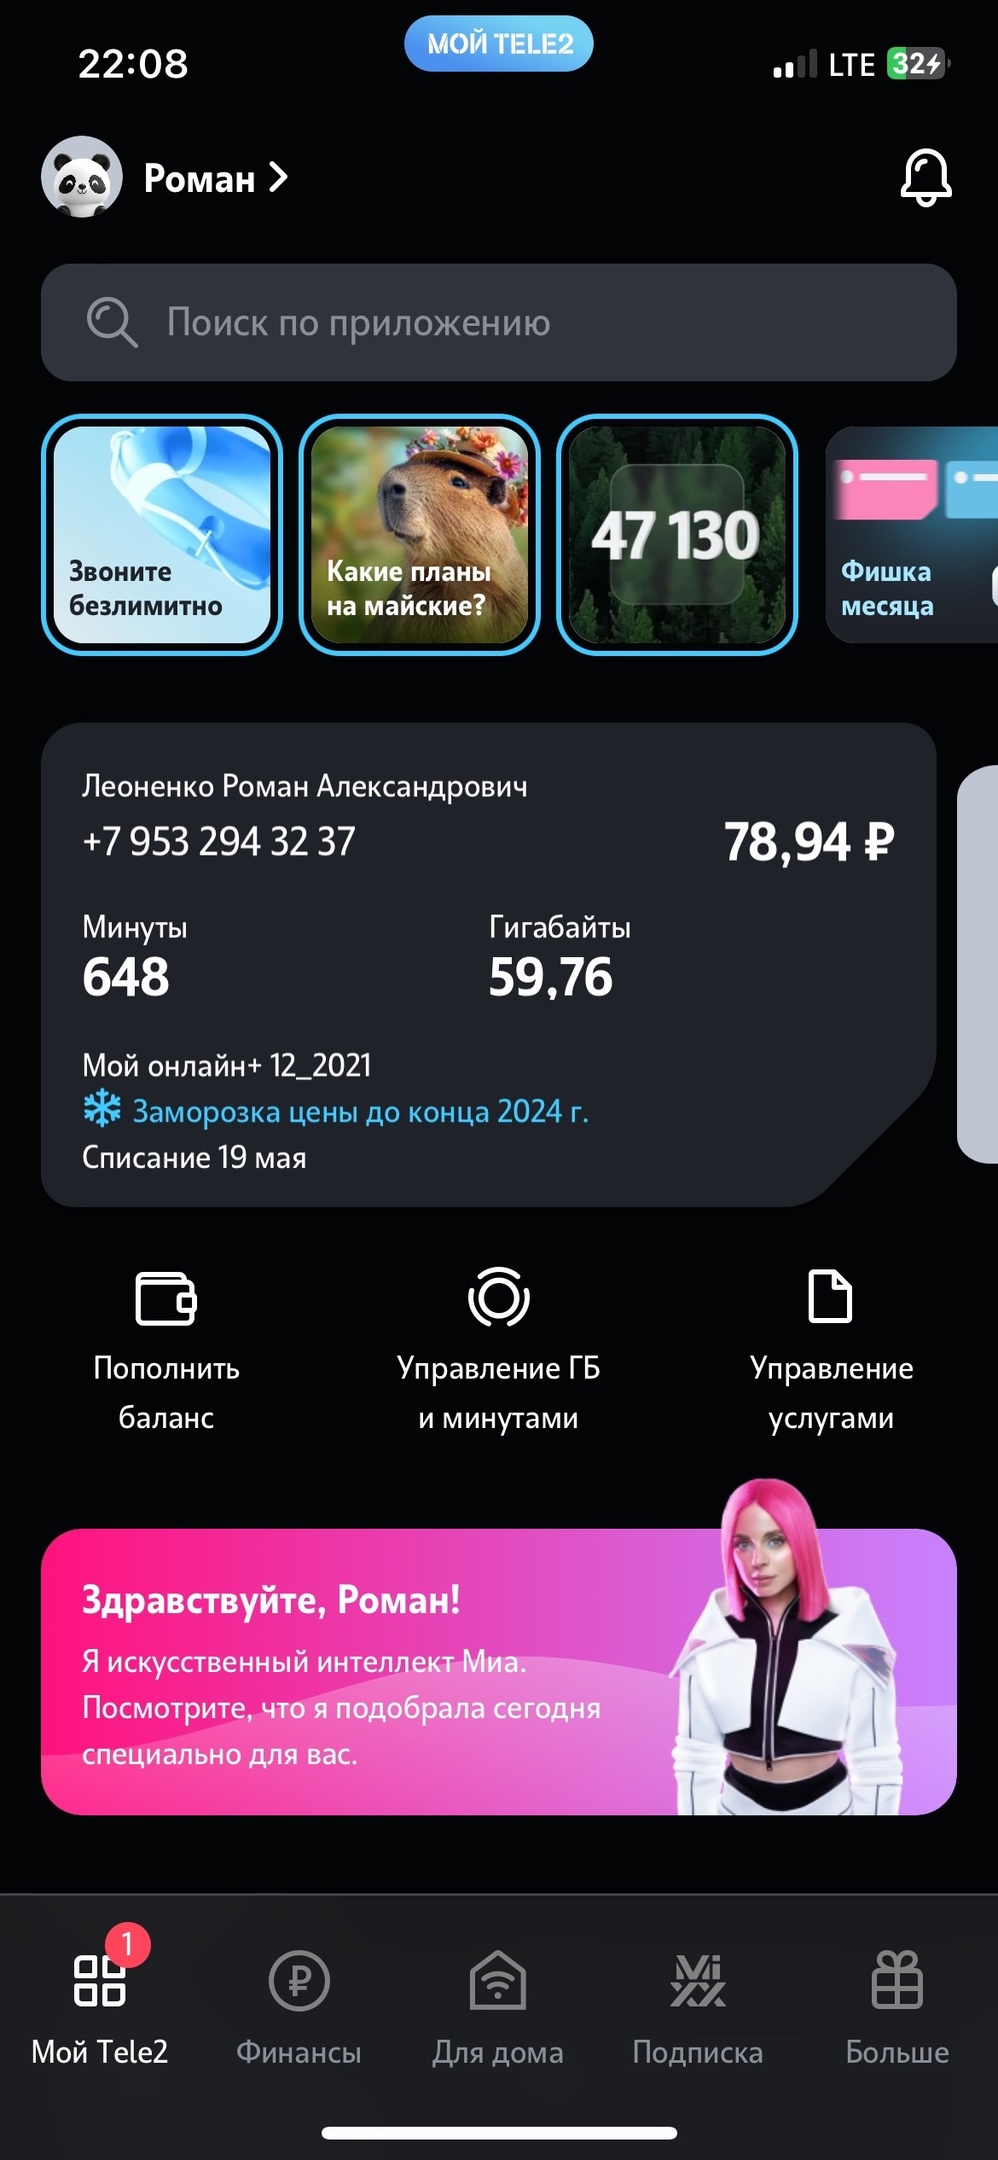 22:08
МОЙ TELE2
LTE
32
Роман
Поиск по приложению
Звоните
безлимитно
Какие планы
на майские?
47 130
Фишка
месяца
Леоненко Роман Александрович
+7 953 294 32 37
78,94 ₽
Минуты
Гигабайты
648
59,76
Мой онлайн+ 12_2021
Заморозка цены до конца 2024 г.
Списание 19 мая
Пополнить
баланс
Управление ГБ
и минутами
Управление
услугами
Здравствуйте, Роман!
Я искусственный интеллект Миа.
Посмотрите, что я подобрала сегодня
специально для вас.
1
Мой Tele2
Финансы
Для дома
Mi
XX
Подписка
Больше